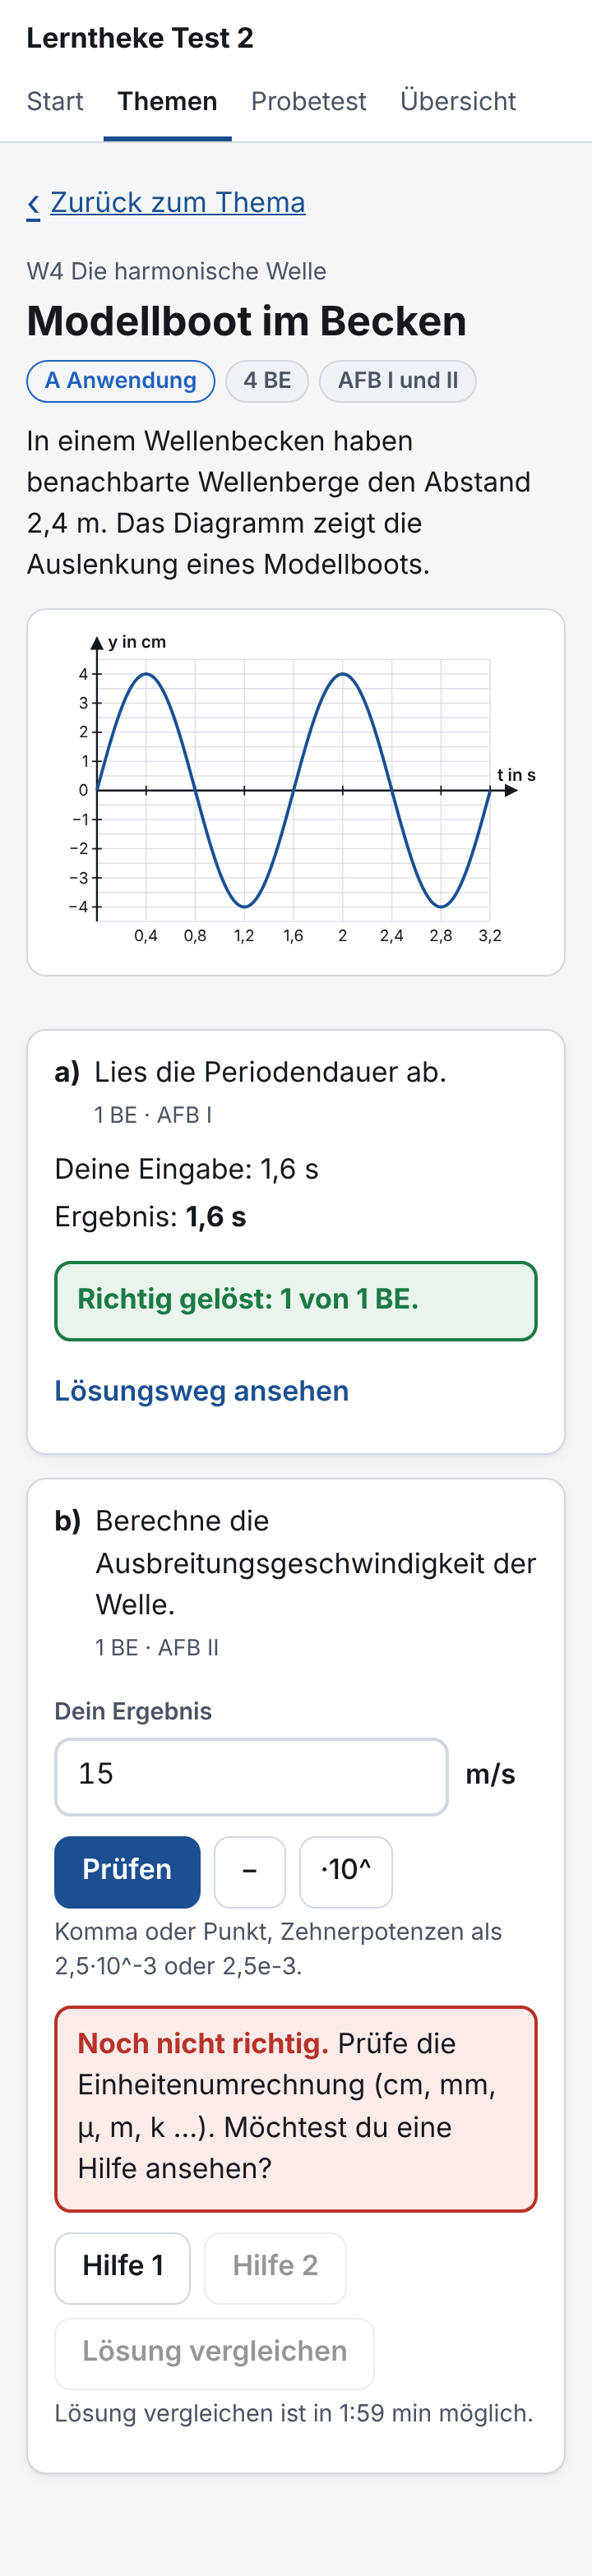 Lerntheke Test 2
Start Themen Probetest Übersicht
‹ Zurück zum Thema
W4 Die harmonische Welle
Modellboot im Becken
A Anwendung 4 BE AFB I und II
In einem Wellenbecken haben
benachbarte Wellenberge den Abstand
2,4 m. Das Diagramm zeigt die
Auslenkung eines Modellboots.
y in cm
4
3
2
1
t in s
0
−1
−2
−3
−4
0,4 0,8 1,2 1,6 2 2,4 2,8 3,2
a) Lies die Periodendauer ab.
1 BE · AFB I
Deine Eingabe: 1,6 s
Ergebnis: 1,6 s
Richtig gelöst: 1 von 1 BE.
Lösungsweg ansehen
b) Berechne die
Ausbreitungsgeschwindigkeit der
Welle.
1 BE · AFB II
Dein Ergebnis
15 m/s
Prüfen − ·10^
Komma oder Punkt, Zehnerpotenzen als
2,5·10^-3 oder 2,5e-3.
Noch nicht richtig. Prüfe die
Einheitenumrechnung (cm, mm,
µ, m, k …). Möchtest du eine
Hilfe ansehen?
Hilfe 1 Hilfe 2
Lösung vergleichen
Lösung vergleichen ist in 1:59 min möglich.